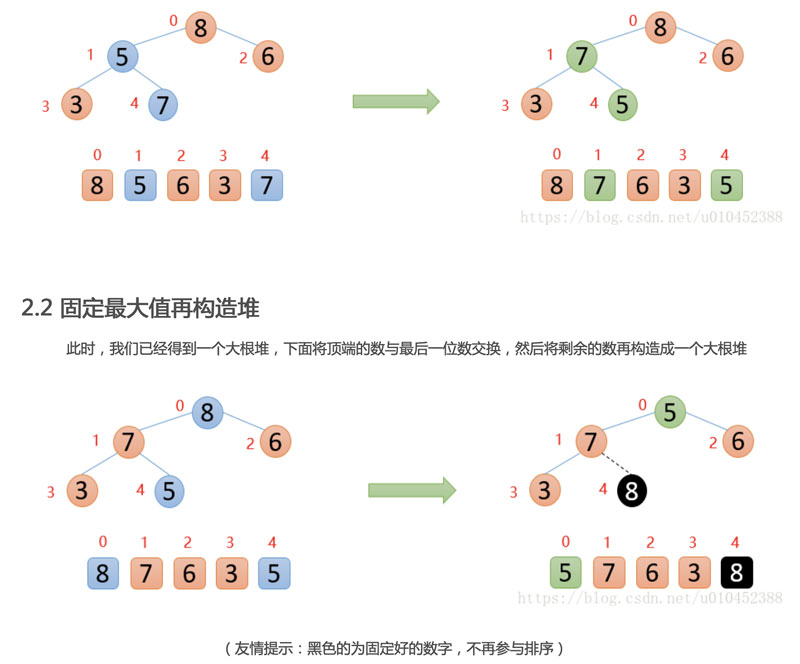 0 8 0 8
1 5 2 6 1 7 2 6
3 3 4 7 3 3 4 5
0 1 2 3 4 0 1 2 3 4
8 5 6 3 7 8 7 6 3 5
https://blog.csdn.net/u010452388
2.2 固定最大值再构造堆
此时，我们已经得到一个大根堆，下面将顶端的数与最后一位数交换，然后将剩余的数再构造成一个大根堆
0 8 0 5
1 7 2 6 1 7 2 6
3 3 4 5 3 3 4 8
0 1 2 3 4 0 1 2 3 4
8 7 6 3 5 5 7 6 3 8
https://blog.csdn.net/u010452388
（友情提示：黑色的为固定好的数字，不再参与排序）